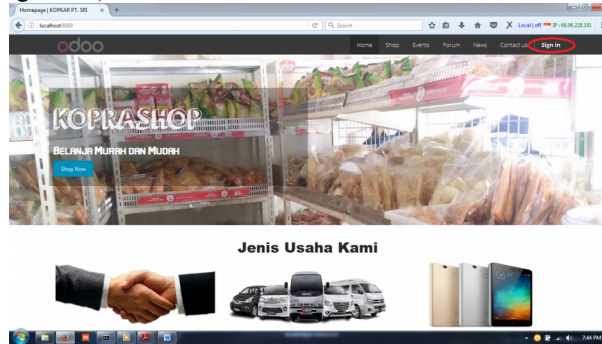 Homepage | KOPKAR PT. SRI
localhost:8069
Search
Local | off
IP : 66.96.228.181
odoo
Home Shop Events Forum News Contact us Sign in
KOPRASHOP
BELANJA MURAH DAN MUDAH
Shop Now
Jenis Usaha Kami
7:44 PM